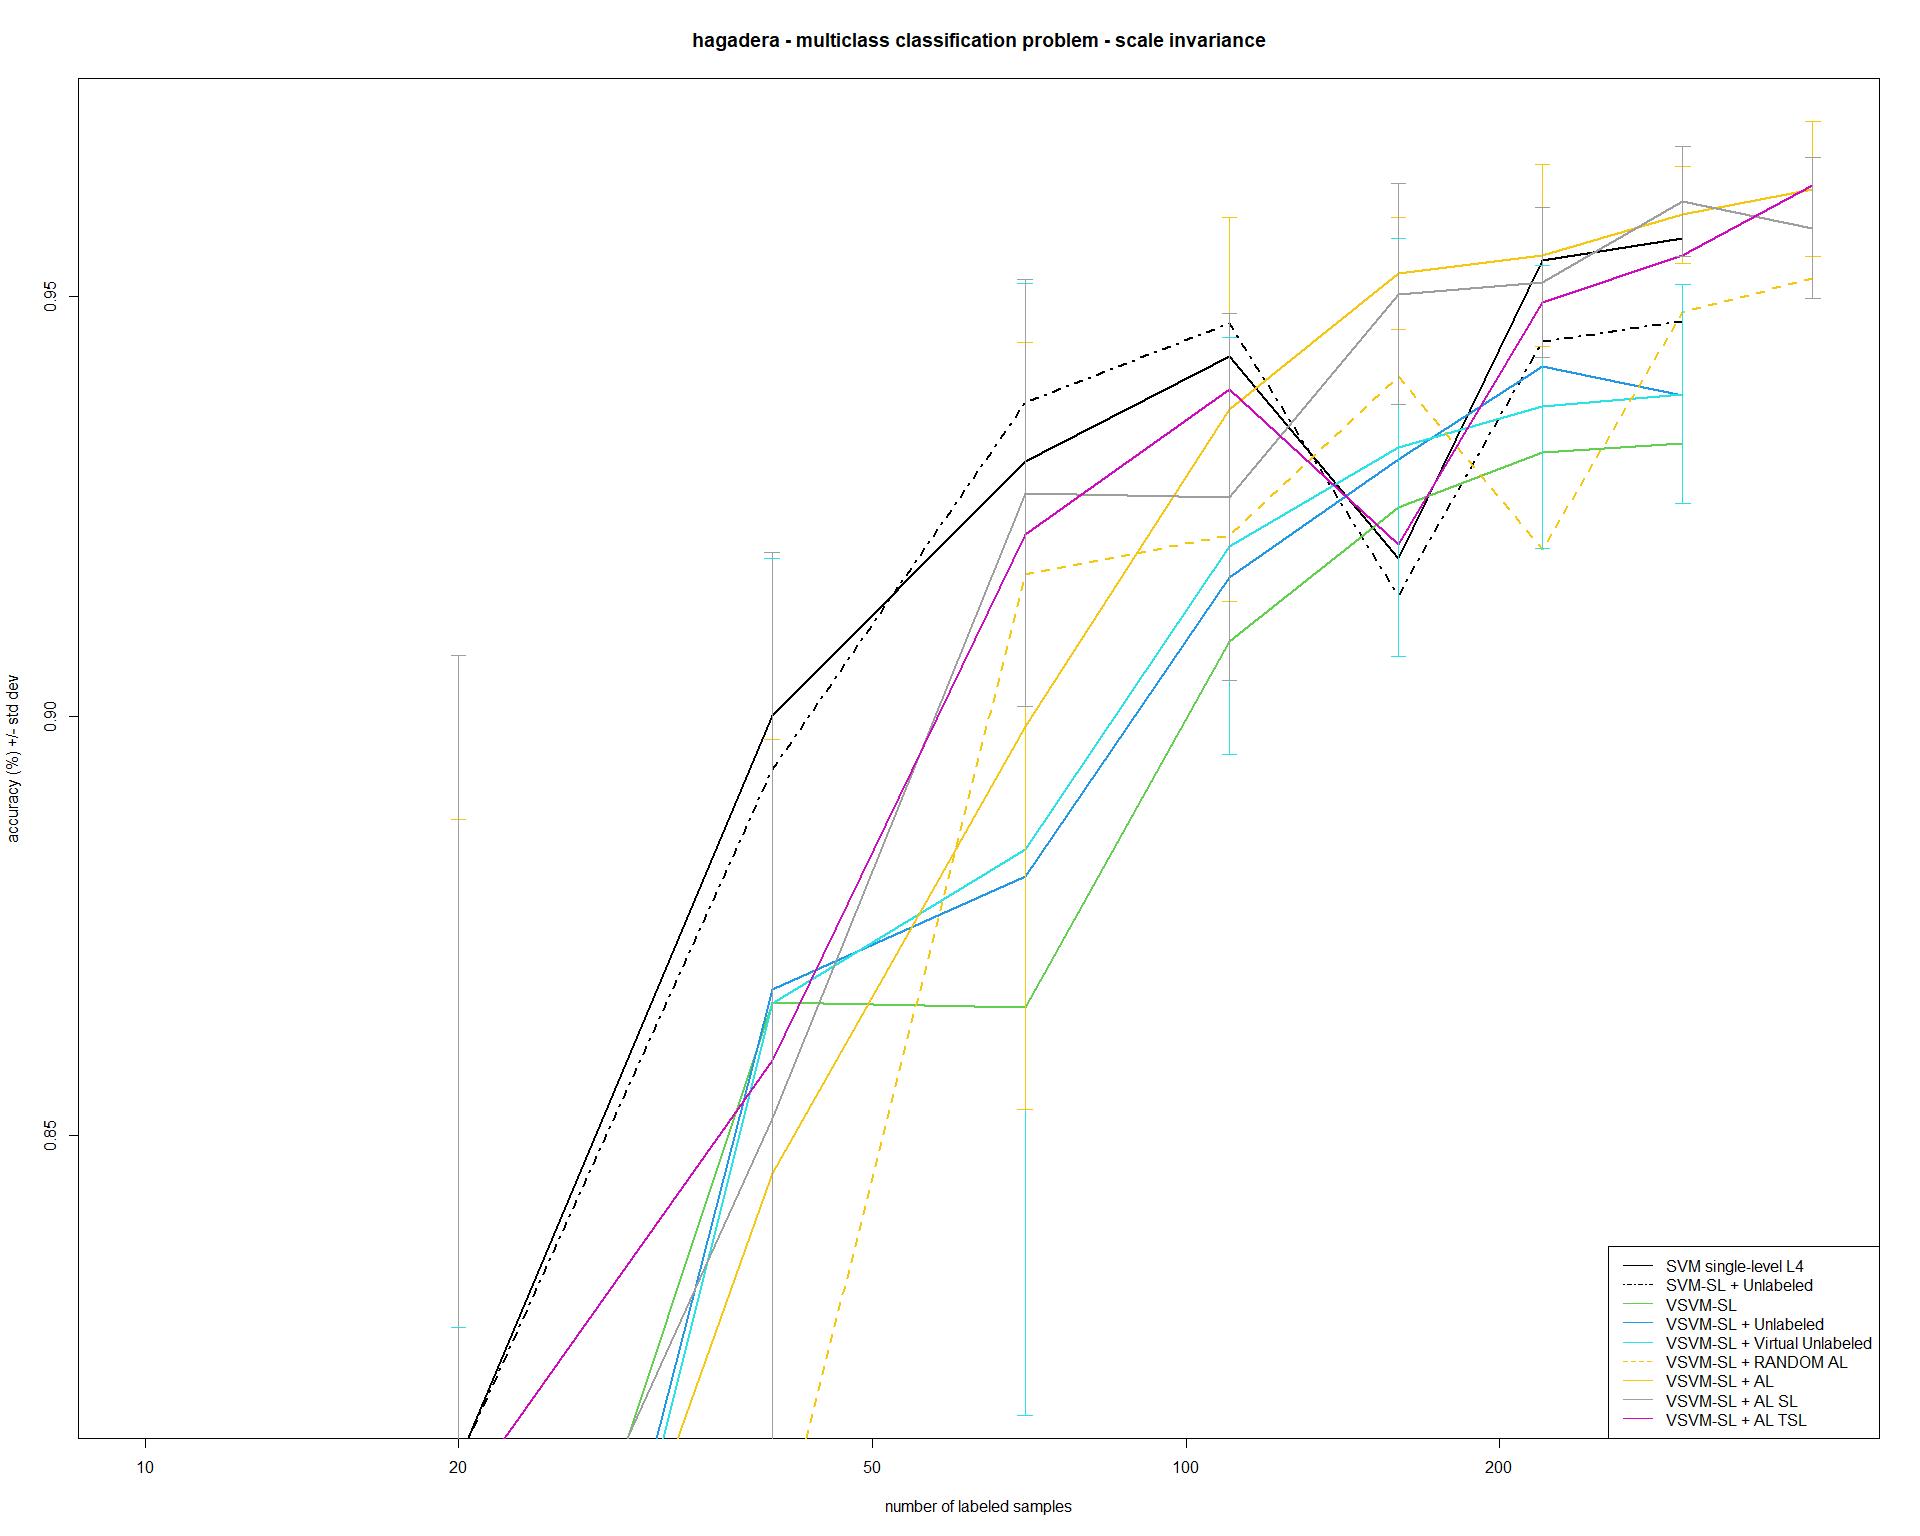 hagadera - multiclass classification problem - scale invariance
accuracy (%) +/- std dev
0.95
0.90
0.85
10
20
50
100
200
number of labeled samples
SVM single-level L4
SVM-SL + Unlabeled
VSVM-SL
VSVM-SL + Unlabeled
VSVM-SL + Virtual Unlabeled
VSVM-SL + RANDOM AL
VSVM-SL + AL
VSVM-SL + AL SL
VSVM-SL + AL TSL